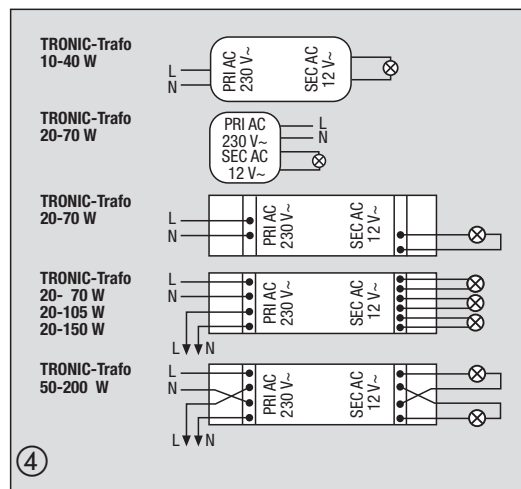 TRONIC-Trafo
10-40 W
L
N
PRI AC
230 V~
SEC AC
12 V~
TRONIC-Trafo
20-70 W
PRI AC
230 V~
SEC AC
12 V~
L
N
TRONIC-Trafo
20-70 W
L
N
PRI AC
230 V~
SEC AC
12 V~
TRONIC-Trafo
20- 70 W
20-105 W
20-150 W
L
N
L N
PRI AC
230 V~
SEC AC
12 V~
TRONIC-Trafo
50-200 W
L
N
L N
PRI AC
230 V~
SEC AC
12 V~
4